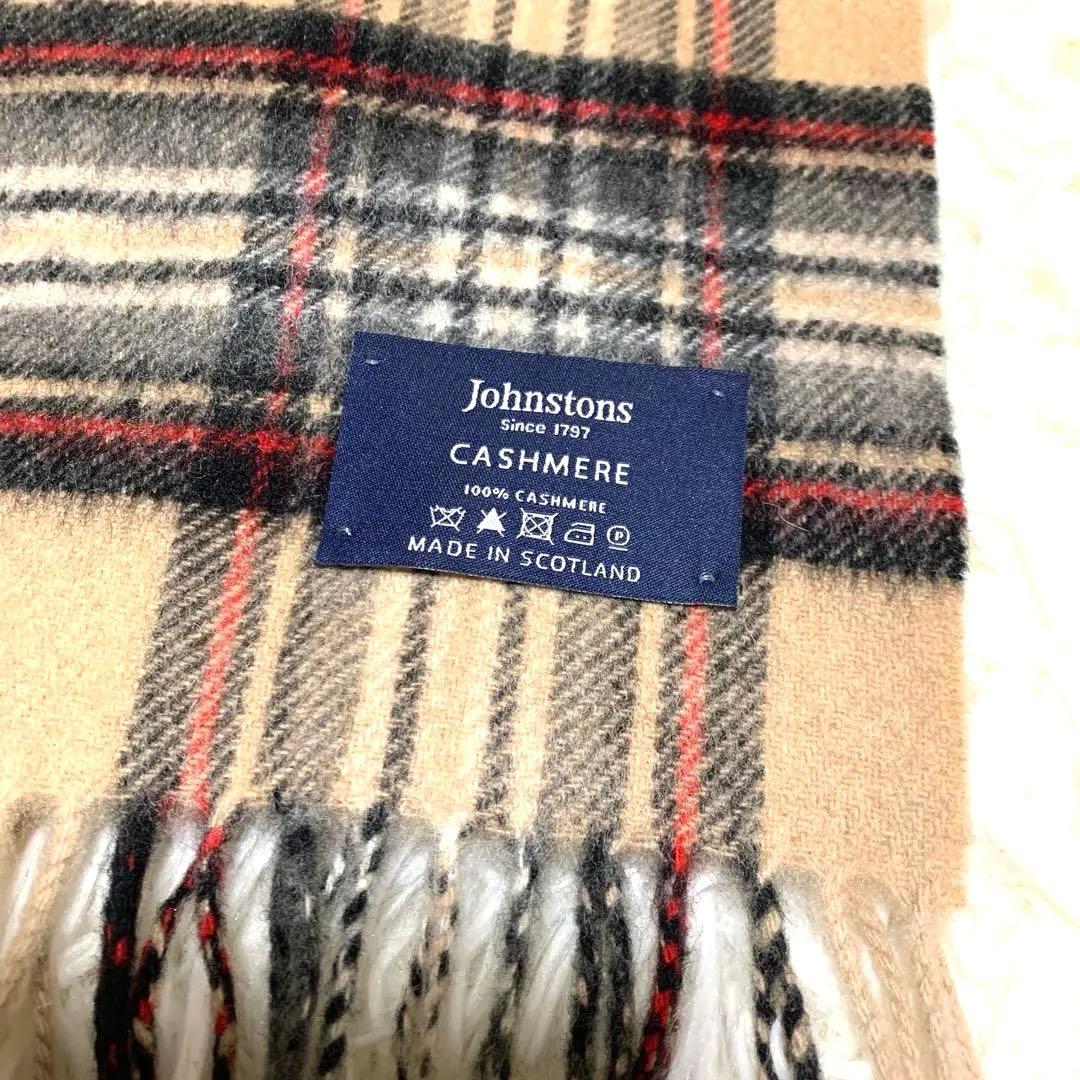 Johnstons
Since 1797
CASHMERE
100% CASHMERE
P
MADE IN SCOTLAND